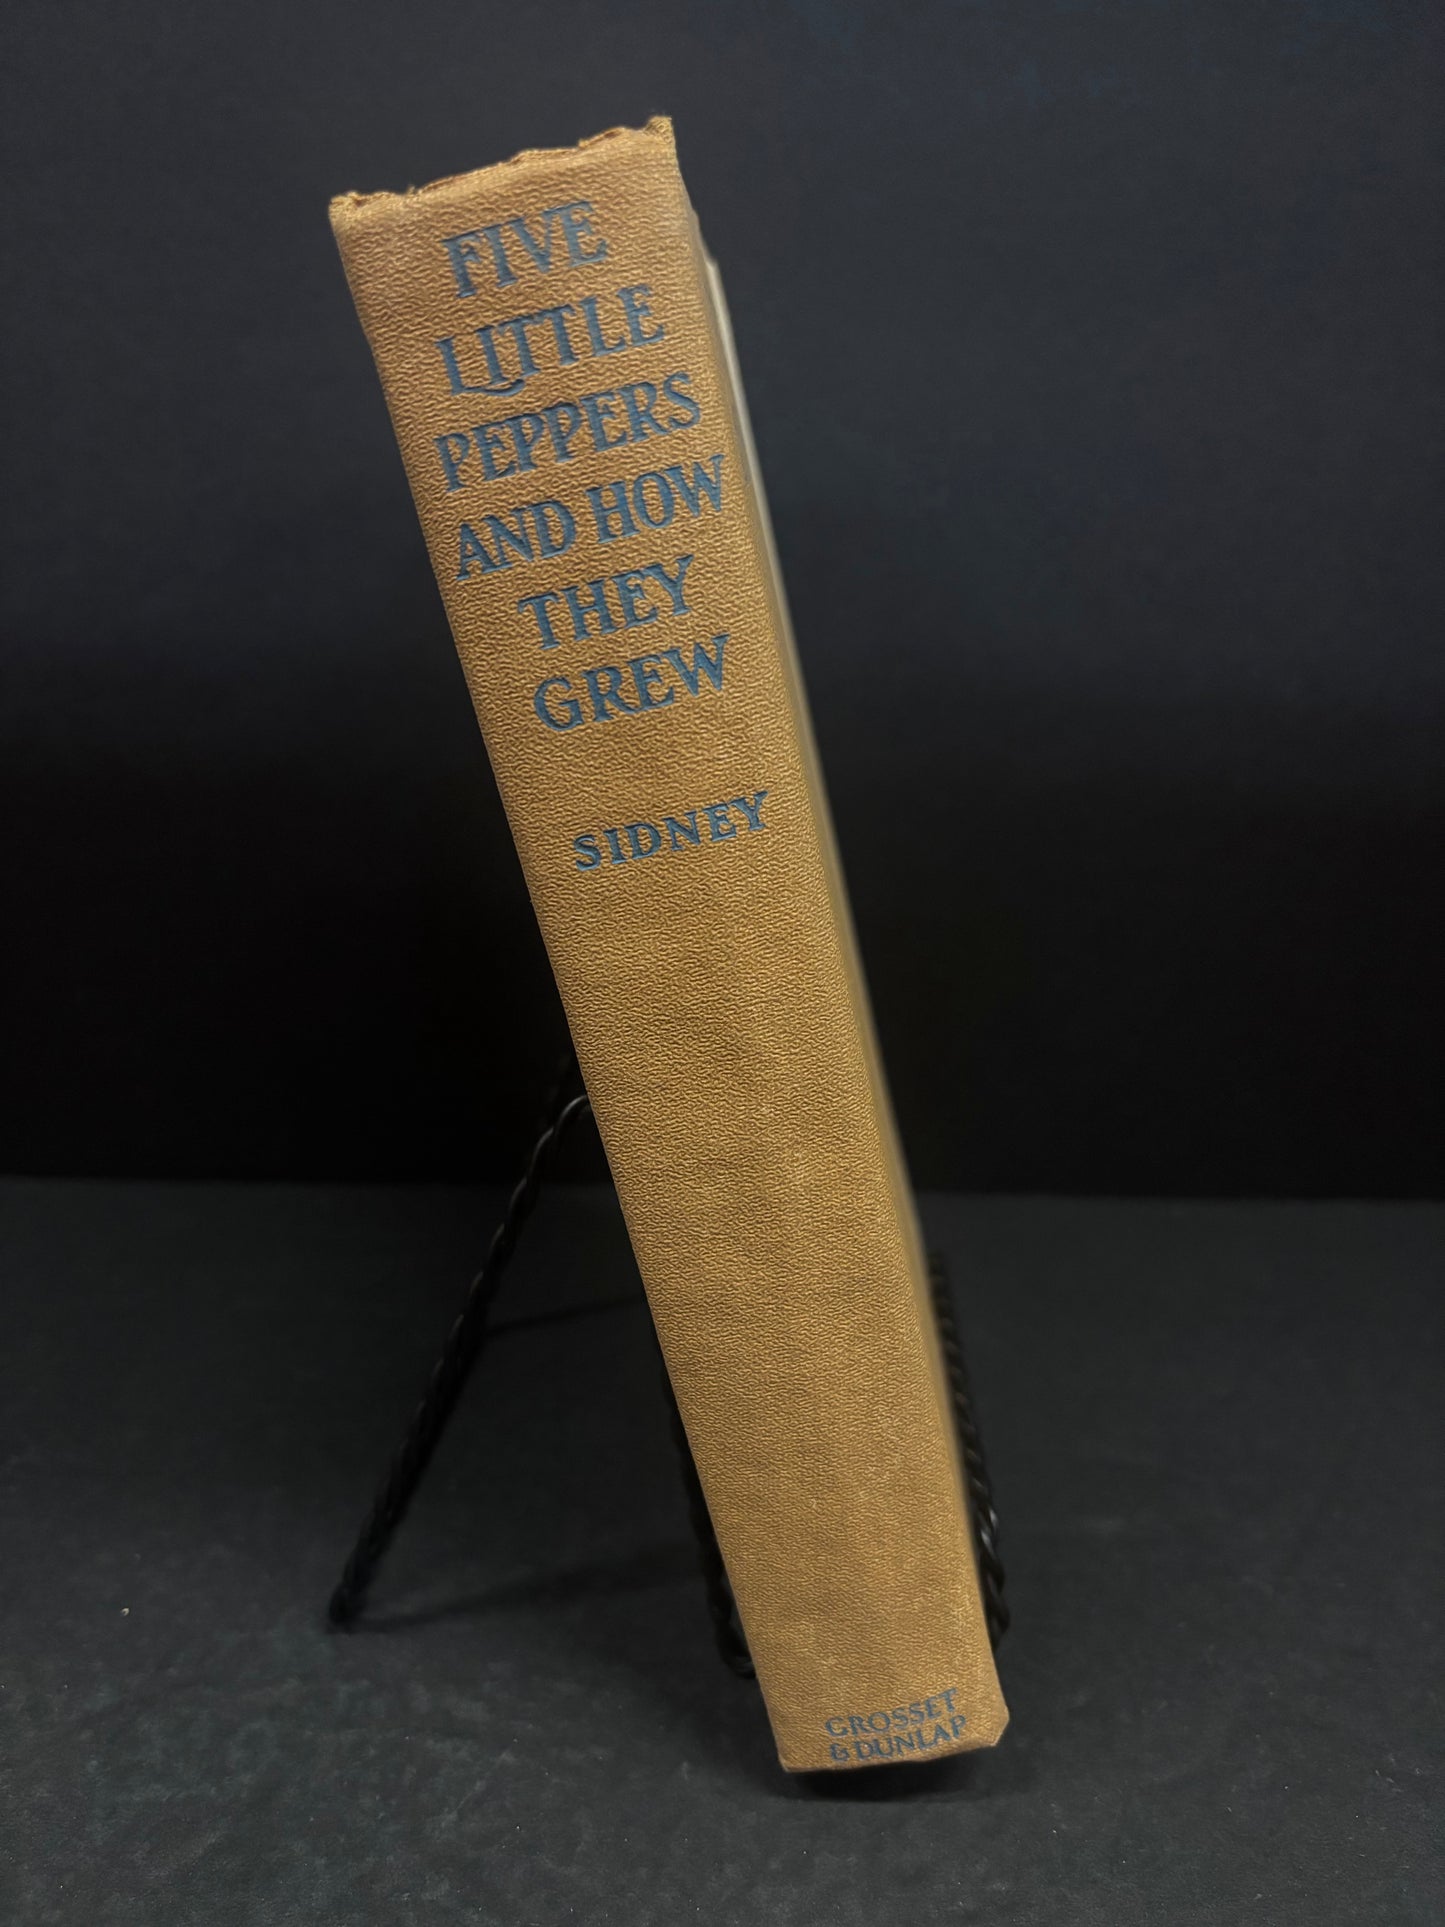 FIVE
LITTLE
PEPPERS
AND HOW
THEY
GREW
SIDNEY
GROSSET
& DUNLAP